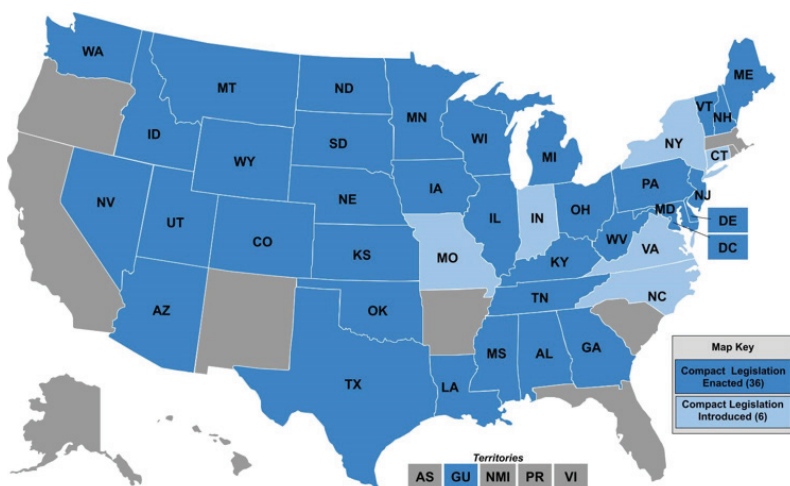 WA
MT
ND
MN
ME
VT
NH
ID
SD
WI
NY
WY
MI
CT
IA
PA
NJ
NV
NE
OH
MD
DE
UT
IL
IN
WV
DC
CO
VA
KS
MO
KY
NC
TN
AZ
OK
MS
AL
GA
TX
LA
Map Key
Compact Legislation
Enacted (36)
Compact Legislation
Introduced (6)
Territories
AS GU NMI PR VI